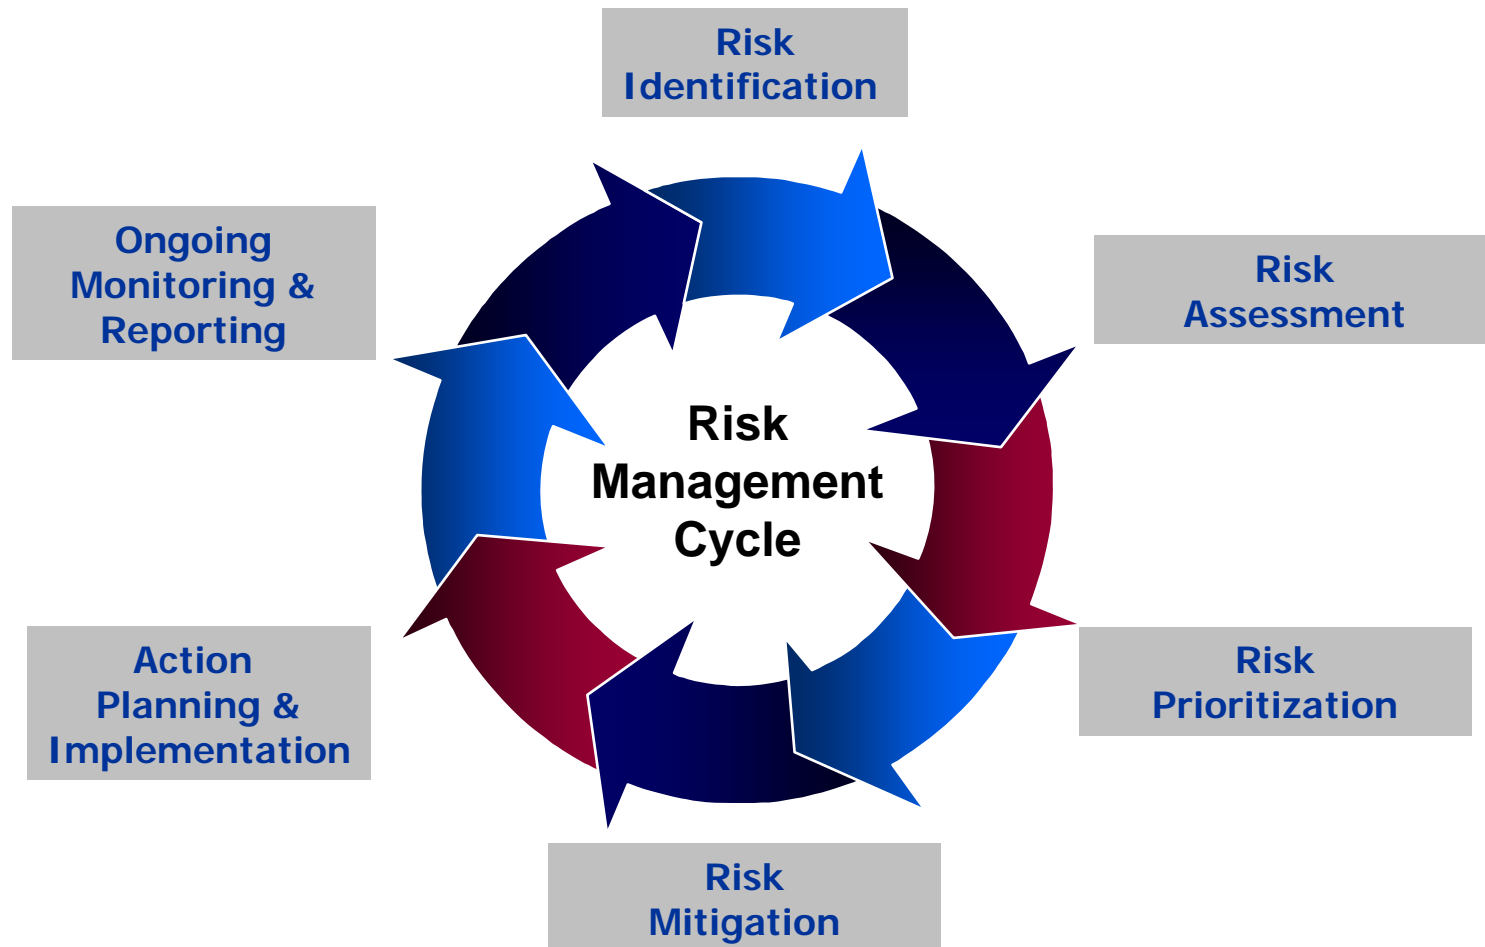 Risk
Identification
Risk
Assessment
Risk
Prioritization
Risk
Mitigation
Action
Planning &
Implementation
Ongoing
Monitoring &
Reporting
Risk
Management
Cycle